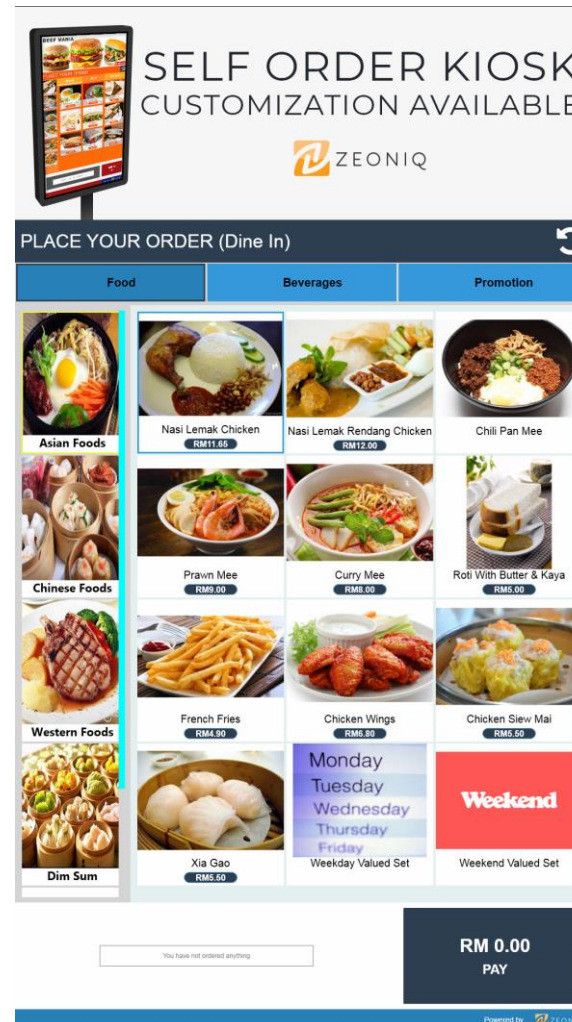 BEEF MANIA
SELF ORDER KIOSK
CUSTOMIZATION AVAILABLE
ZEONIQ
PLACE YOUR ORDER (Dine In)
Food
Beverages
Promotion
Asian Foods
Chinese Foods
Western Foods
Dim Sum
Nasi Lemak Chicken
RM11.65
Nasi Lemak Rendang Chicken
RM12.00
Chili Pan Mee
Prawn Mee
RM9.00
Curry Mee
RM8.00
Roti With Butter & Kaya
RM5.00
French Fries
RM4.90
Chicken Wings
RM6.80
Chicken Siew Mai
RM5.50
Xia Gao
RM5.50
Monday
Tuesday
Wednesday
Thursday
Friday
Weekday Valued Set
Weekend
Weekend Valued Set
You have not ordered anything
RM 0.00
PAY
Powered by